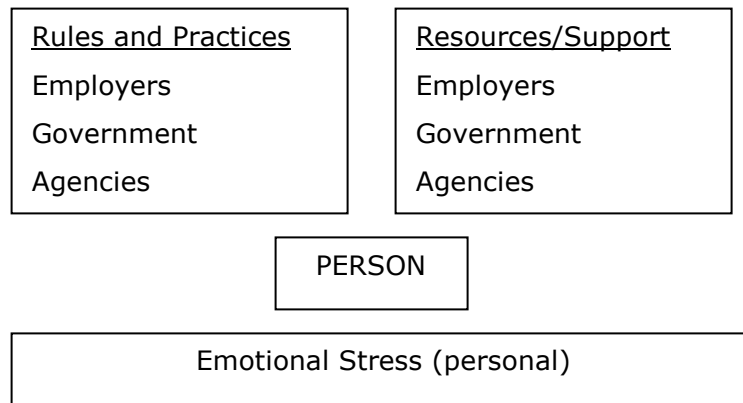 Rules and Practices
Employers
Government
Agencies
Resources/Support
Employers
Government
Agencies
PERSON
Emotional Stress (personal)